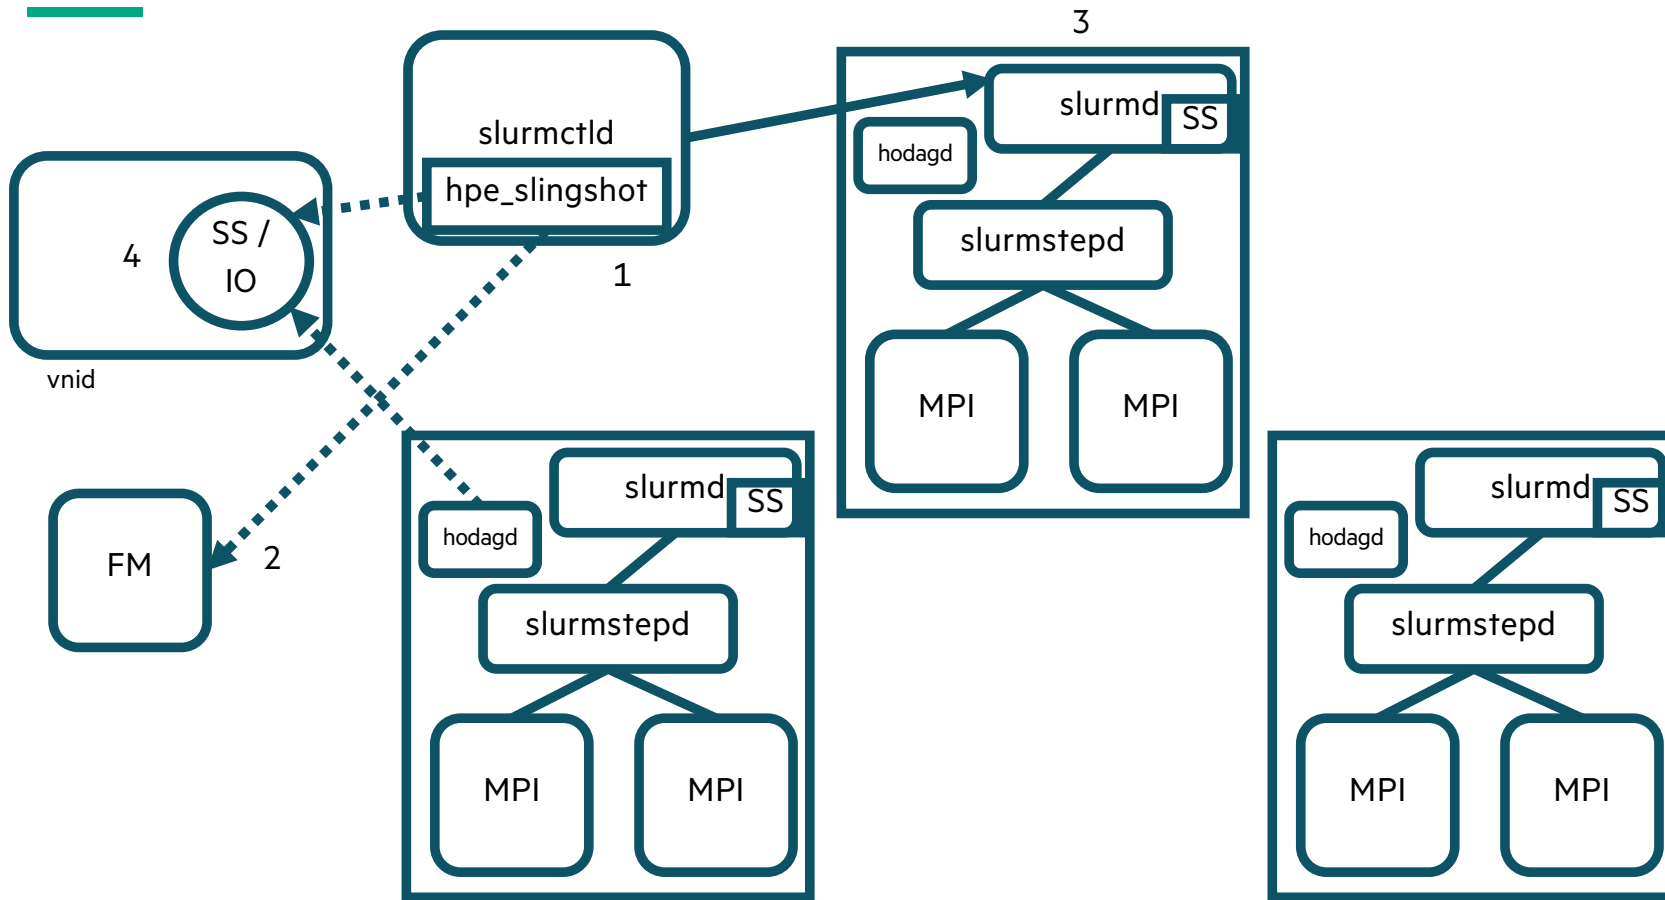 3
slurmctld
hpe_slingshot
1
slurmd
SS
hodagd
slurmstepd
MPI
MPI
4
SS /
IO
vnid
FM
2
slurmd
SS
hodagd
slurmstepd
MPI
MPI
slurmd
SS
hodagd
slurmstepd
MPI
MPI